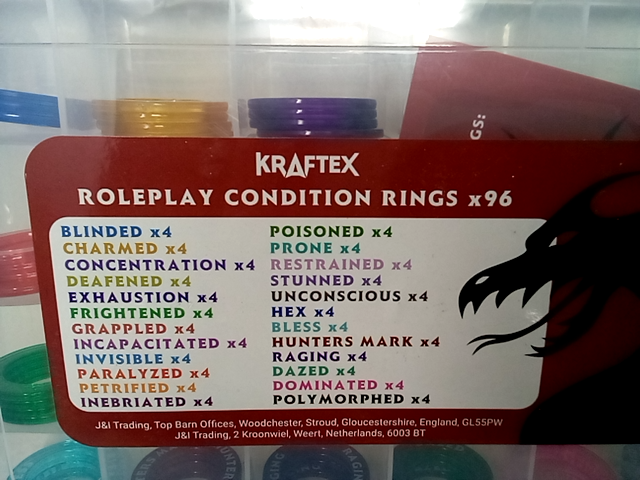 GS:
KRAFTEX
ROLEPLAY CONDITION RINGS x96
BLINDED x4
CHARMED x4
CONCENTRATION x4
DEAFENED x4
EXHAUSTION x4
FRIGHTENED x4
GRAPPLED x4
INCAPACITATED x4
INVISIBLE x4
PARALYZED x4
PETRIFIED x4
INEBRIATED x4
POISONED x4
PRONE x4
RESTRAINED x4
STUNNED x4
UNCONSCIOUS x4
HEX x4
BLESS x4
HUNTERS MARK x4
RAGING x4
DAZED x4
DOMINATED x4
POLYMORPHED x4
J&I Trading, Top Barn Offices, Woodchester, Stroud, Gloucestershire, England, GL55PW
J&I Trading, 2 Kroonwiel, Weert, Netherlands, 6003 BT